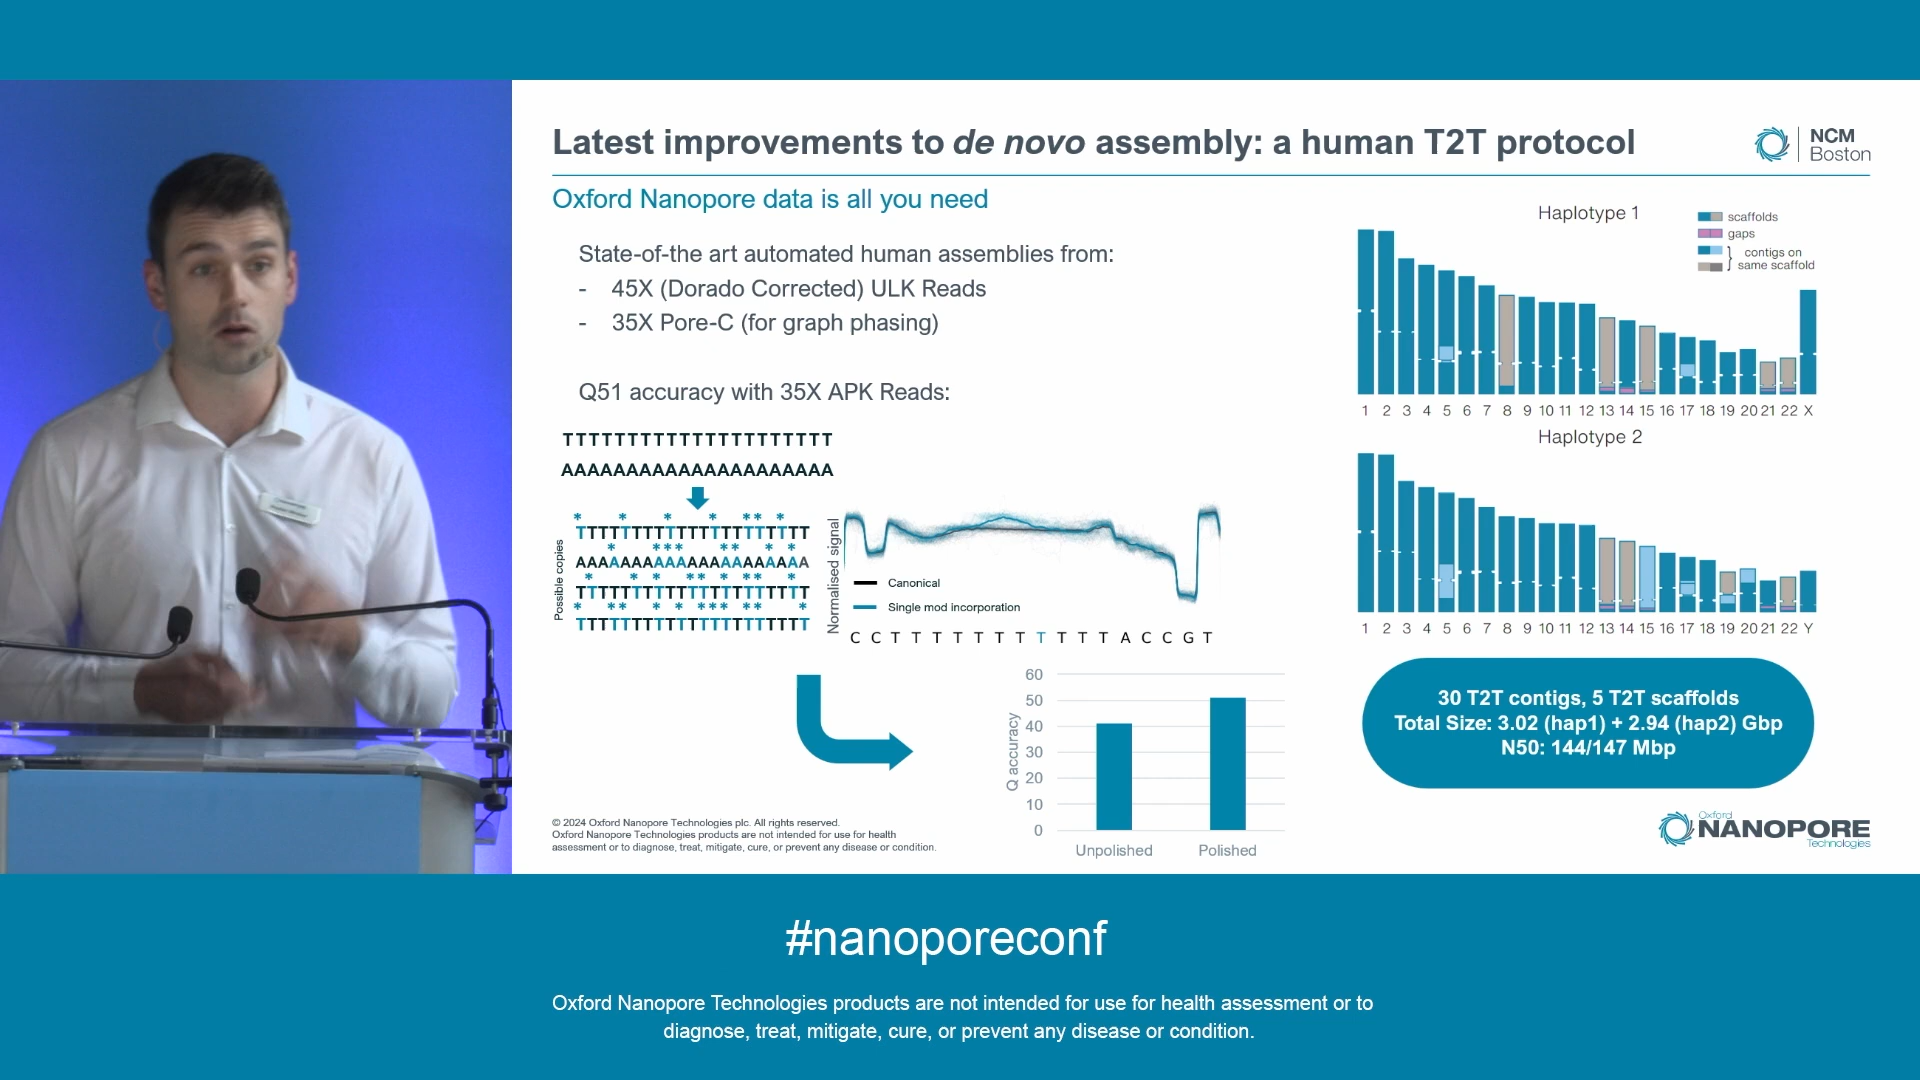 Latest improvements to de novo assembly: a human T2T protocol
NCM
Boston
Oxford Nanopore data is all you need
State-of-the art automated human assemblies from:
- 45X (Dorado Corrected) ULK Reads
- 35X Pore-C (for graph phasing)
Q51 accuracy with 35X APK Reads:
TTTTTTTTTTTTTTTTTTTTT
AAAAAAAAAAAAAAAAAAAAA
Possible copies
TTTTTTTTTTTTTTTTTTTTT
AAAAAAAAAAAAAAAAAAAAA
TTTTTTTTTTTTTTTTTTTTT
TTTTTTTTTTTTTTTTTTTTT
Normalised signal
Canonical
Single mod incorporation
C C T T T T T T T T T T T T A C C G T
Q accuracy
60
50
40
30
20
10
0
Unpolished Polished
Haplotype 1
scaffolds
gaps
contigs on
same scaffold
1 2 3 4 5 6 7 8 9 10 11 12 13 14 15 16 17 18 19 20 21 22 X
Haplotype 2
1 2 3 4 5 6 7 8 9 10 11 12 13 14 15 16 17 18 19 20 21 22 Y
30 T2T contigs, 5 T2T scaffolds
Total Size: 3.02 (hap1) + 2.94 (hap2) Gbp
N50: 144/147 Mbp
© 2024 Oxford Nanopore Technologies plc. All rights reserved.
Oxford Nanopore Technologies products are not intended for use for health
assessment or to diagnose, treat, mitigate, cure, or prevent any disease or condition.
Oxford
NANOPORE
Technologies
#nanoporeconf
Oxford Nanopore Technologies products are not intended for use for health assessment or to
diagnose, treat, mitigate, cure, or prevent any disease or condition.